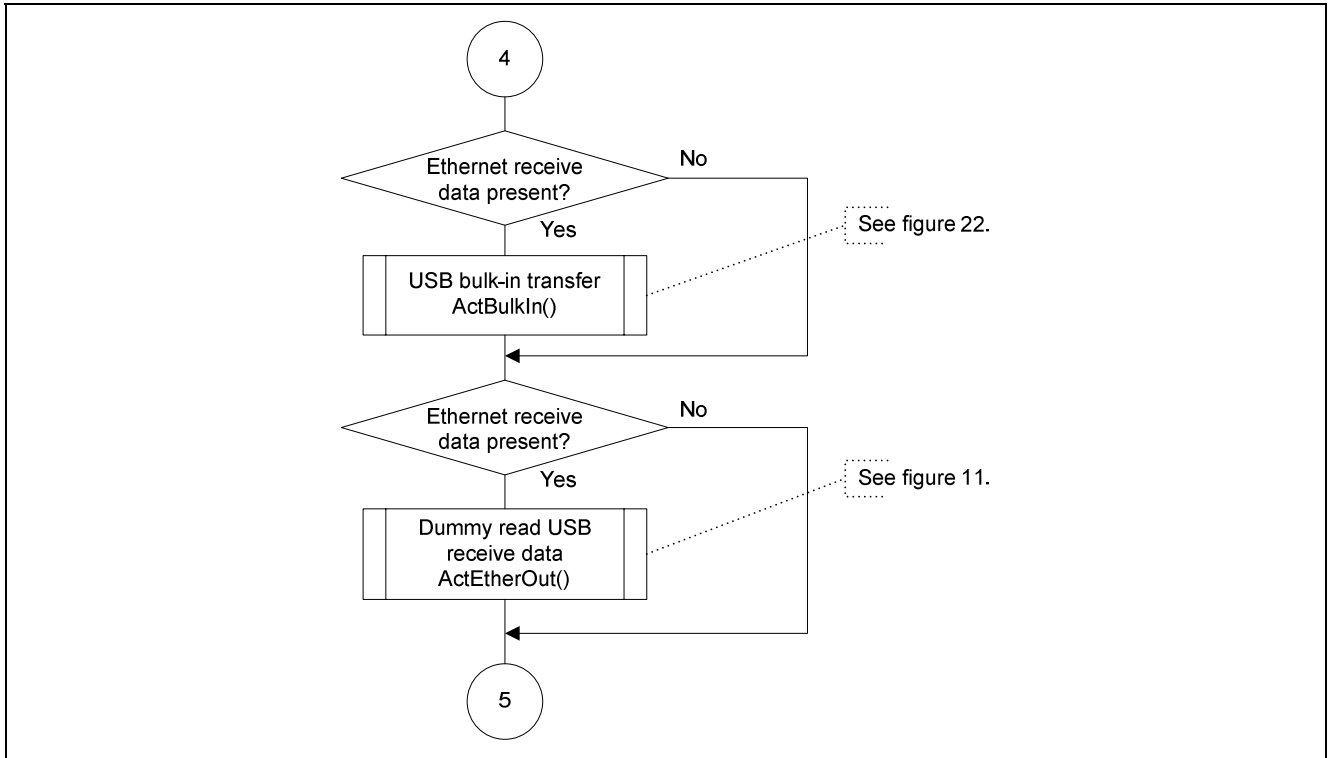 4
Ethernet receive
data present?
No
Yes
See figure 22.
USB bulk-in transfer
ActBulkIn()
Ethernet receive
data present?
No
Yes
See figure 11.
Dummy read USB
receive data
ActEtherOut()
5